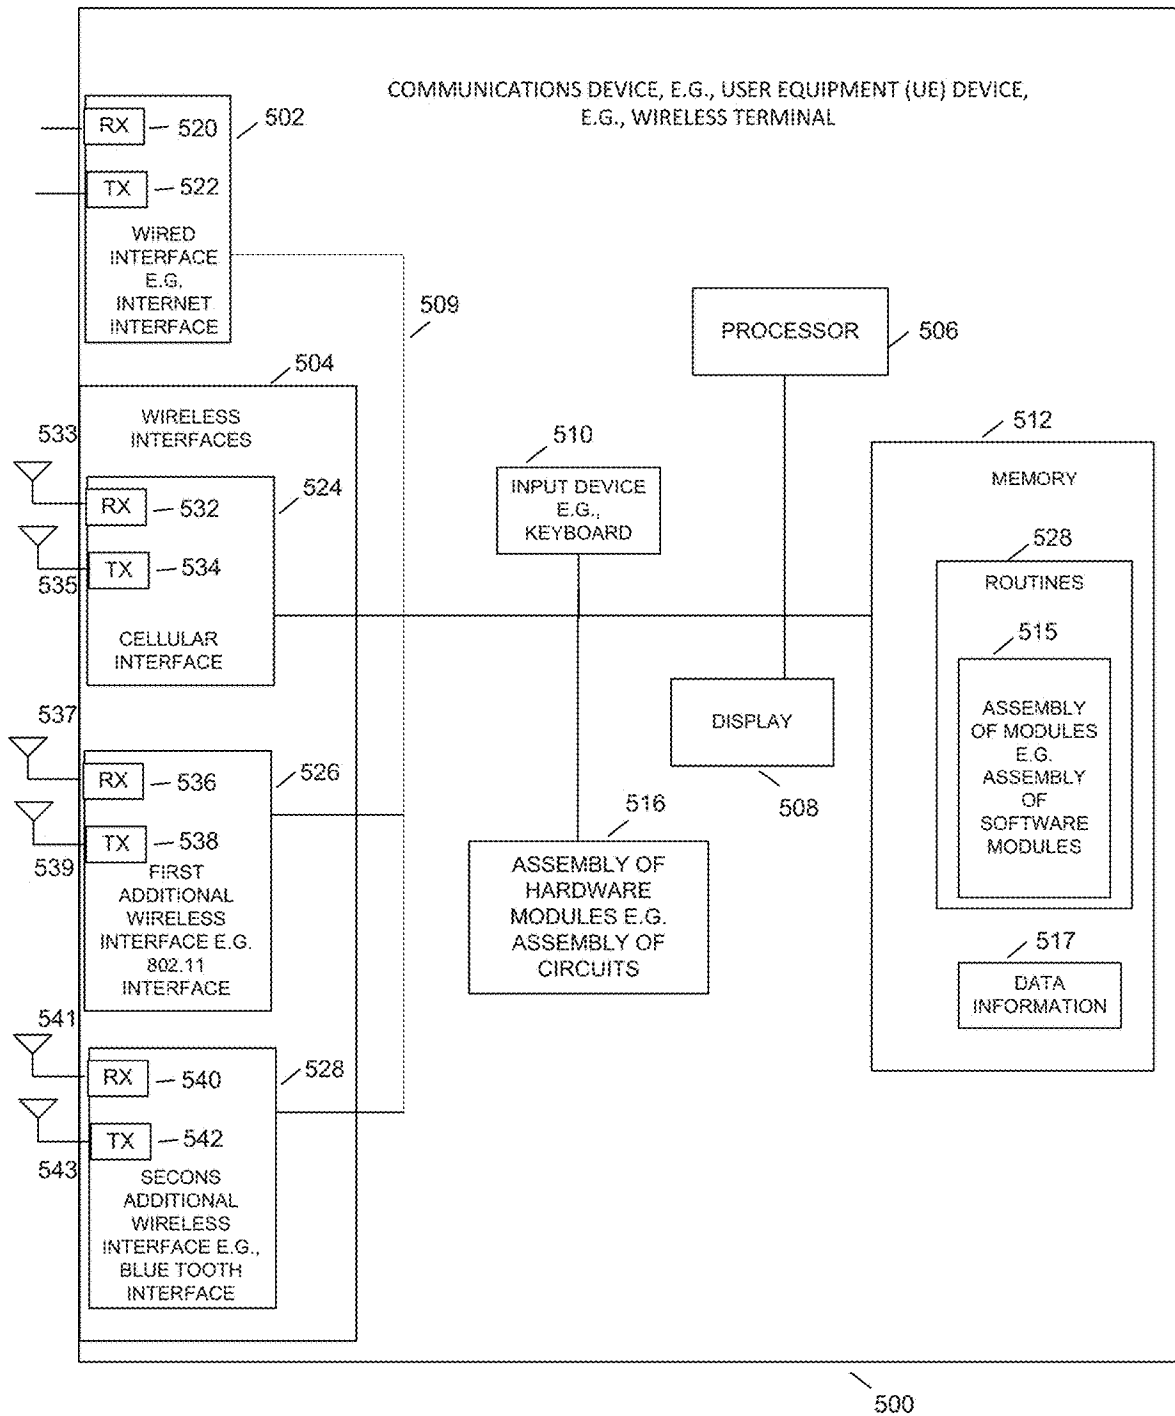 COMMUNICATIONS DEVICE, E.G., USER EQUIPMENT (UE) DEVICE,
E.G., WIRELESS TERMINAL
RX
520
502
TX
522
WIRED
INTERFACE
E.G.
INTERNET
INTERFACE
509
504
WIRELESS
INTERFACES
533
RX
532
524
TX
534
535
CELLULAR
INTERFACE
537
RX
536
526
TX
538
539
FIRST
ADDITIONAL
WIRELESS
INTERFACE E.G.
802.11
INTERFACE
541
RX
540
528
TX
542
543
SECONS
ADDITIONAL
WIRELESS
INTERFACE E.G.,
BLUE TOOTH
INTERFACE
PROCESSOR
506
510
INPUT DEVICE
E.G.,
KEYBOARD
DISPLAY
508
516
ASSEMBLY OF
HARDWARE
MODULES E.G.
ASSEMBLY OF
CIRCUITS
512
MEMORY
528
ROUTINES
515
ASSEMBLY
OF MODULES
E.G.
ASSEMBLY
OF
SOFTWARE
MODULES
517
DATA
INFORMATION
500